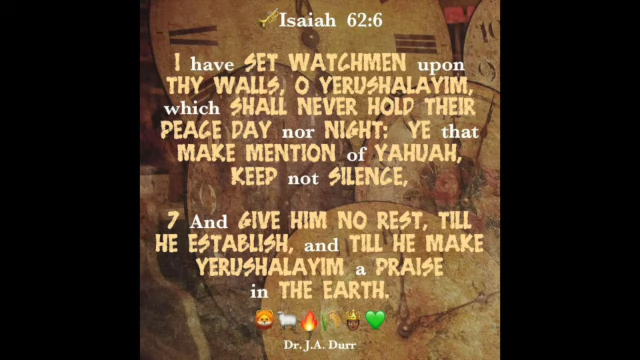 🎺Isaiah 62:6
I have SET WATCHMEN upon
THY WALLS, O YERUSHALAYIM,
which SHALL NEVER HOLD THEIR
PEACE DAY nor NIGHT: YE that
MAKE MENTION of YAHUAH,
KEEP not SILENCE,
7 And GIVE HIM NO REST, TILL
HE ESTABLISH, and TILL HE MAKE
YERUSHALAYIM a PRAISE
in THE EARTH.
🦁🐑🔥🌾🤴🏾💚
Dr. J.A. Durr